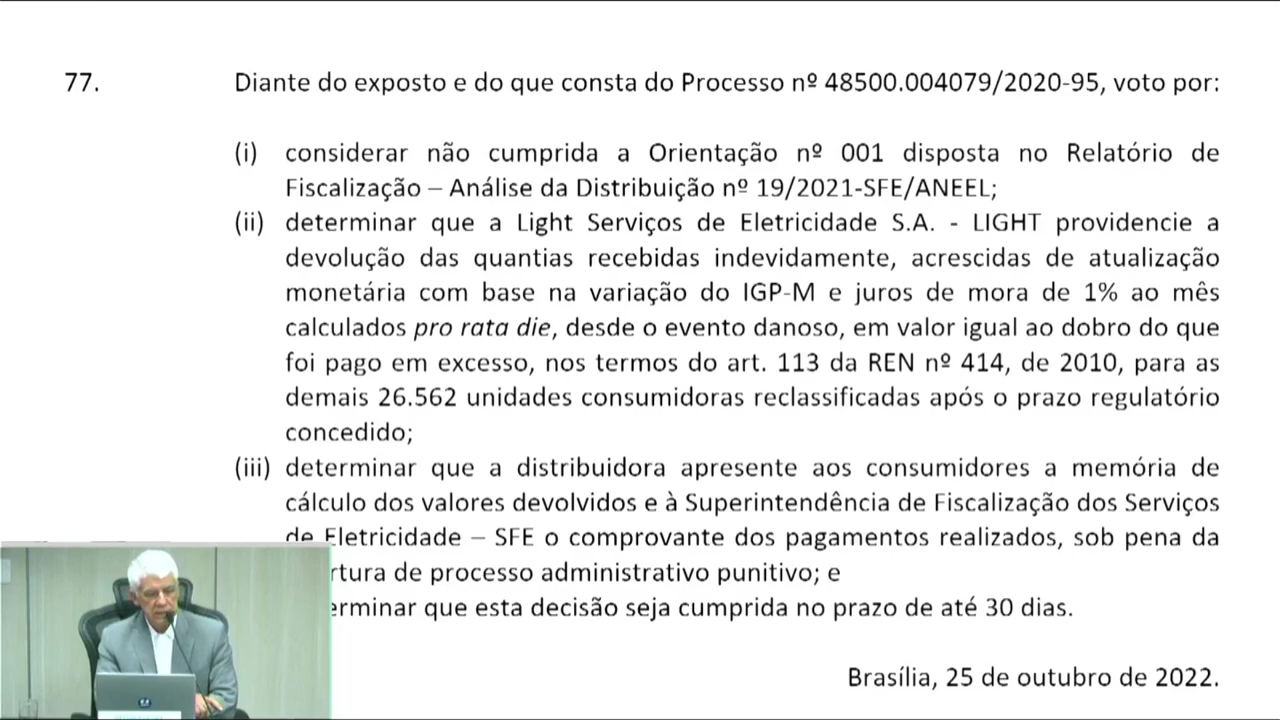 77. Diante do exposto e do que consta do Processo nº 48500.004079/2020-95, voto por:
(i) considerar não cumprida a Orientação nº 001 disposta no Relatório de
Fiscalização – Análise da Distribuição nº 19/2021-SFE/ANEEL;
(ii) determinar que a Light Serviços de Eletricidade S.A. - LIGHT providencie a
devolução das quantias recebidas indevidamente, acrescidas de atualização
monetária com base na variação do IGP-M e juros de mora de 1% ao mês
calculados pro rata die, desde o evento danoso, em valor igual ao dobro do que
foi pago em excesso, nos termos do art. 113 da REN nº 414, de 2010, para as
demais 26.562 unidades consumidoras reclassificadas após o prazo regulatório
concedido;
(iii) determinar que a distribuidora apresente aos consumidores a memória de
cálculo dos valores devolvidos e à Superintendência de Fiscalização dos Serviços
de Eletricidade – SFE o comprovante dos pagamentos realizados, sob pena da
rtura de processo administrativo punitivo; e
erminar que esta decisão seja cumprida no prazo de até 30 dias.
Brasília, 25 de outubro de 2022.